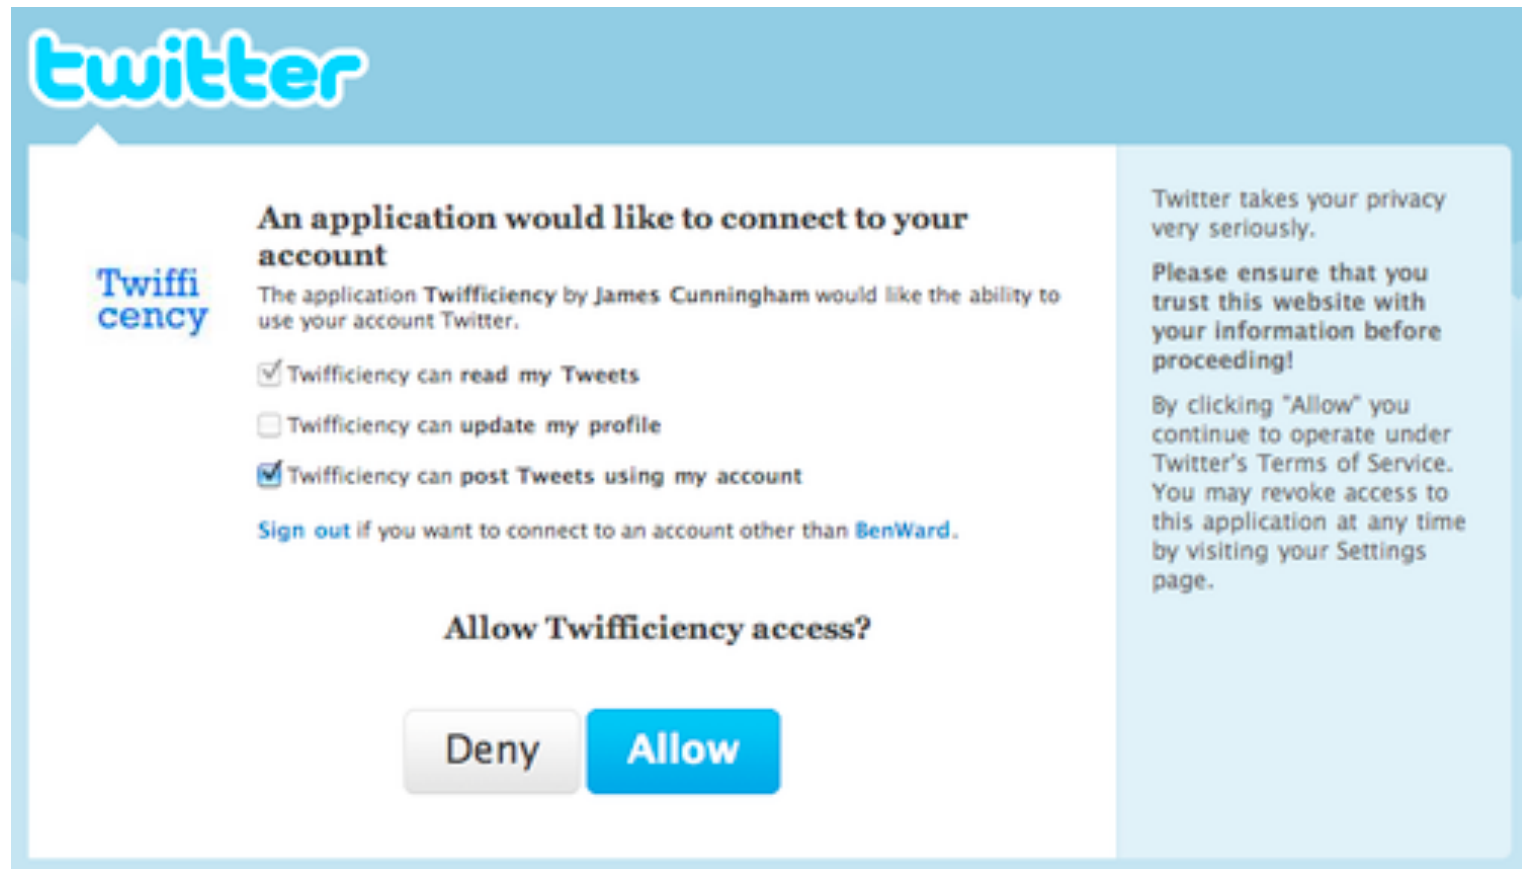 twitter
Twiffi
cency
An application would like to connect to your
account
The application Twifficiency by James Cunningham would like the ability to
use your account Twitter.
Twifficiency can read my Tweets
Twifficiency can update my profile
Twifficiency can post Tweets using my account
Sign out if you want to connect to an account other than BenWard.
Allow Twifficiency access?
Deny
Allow
Twitter takes your privacy
very seriously.
Please ensure that you
trust this website with
your information before
proceeding!
By clicking "Allow" you
continue to operate under
Twitter's Terms of Service.
You may revoke access to
this application at any time
by visiting your Settings
page.